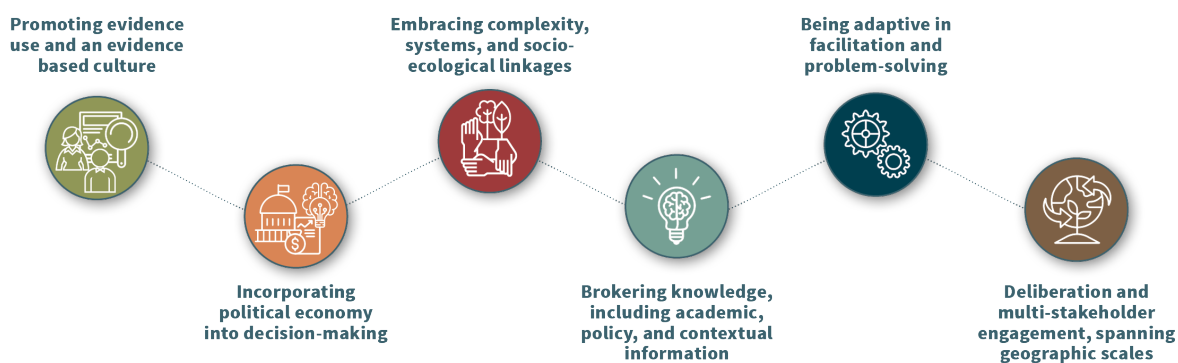 Promoting evidence
use and an evidence
based culture
Incorporating
political economy
into decision-making
Embracing complexity,
systems, and socio-
ecological linkages
Brokering knowledge,
including academic,
policy, and contextual
information
Being adaptive in
facilitation and
problem-solving
Deliberation and
multi-stakeholder
engagement, spanning
geographic scales
$